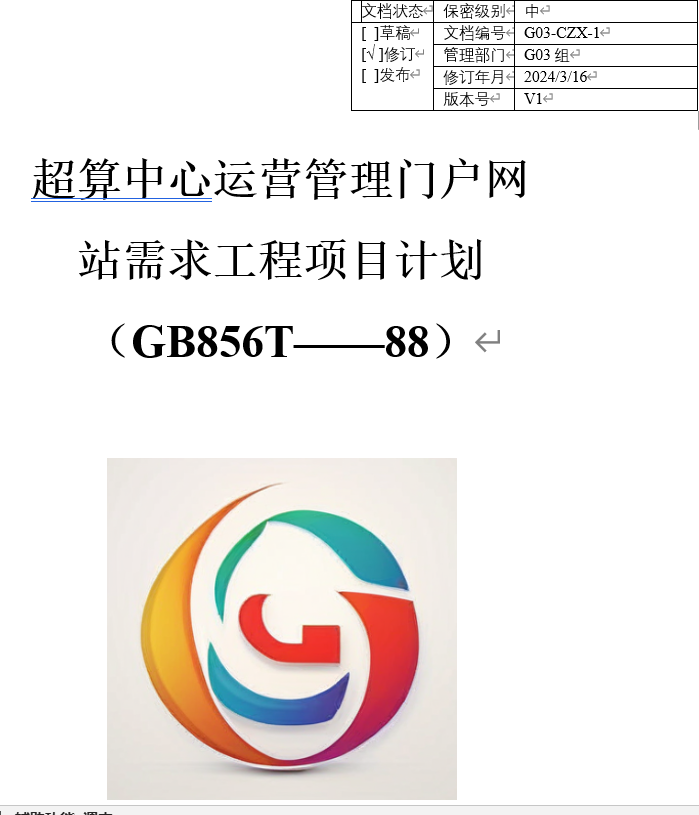 文档状态 保密级别 中
[ ]草稿 文档编号 G03-CZX-1
[√]修订 管理部门 G03 组
[ ]发布 修订年月 2024/3/16
版本号 V1
超算中心运营管理门户网
站需求工程项目计划
（GB856T——88）
G